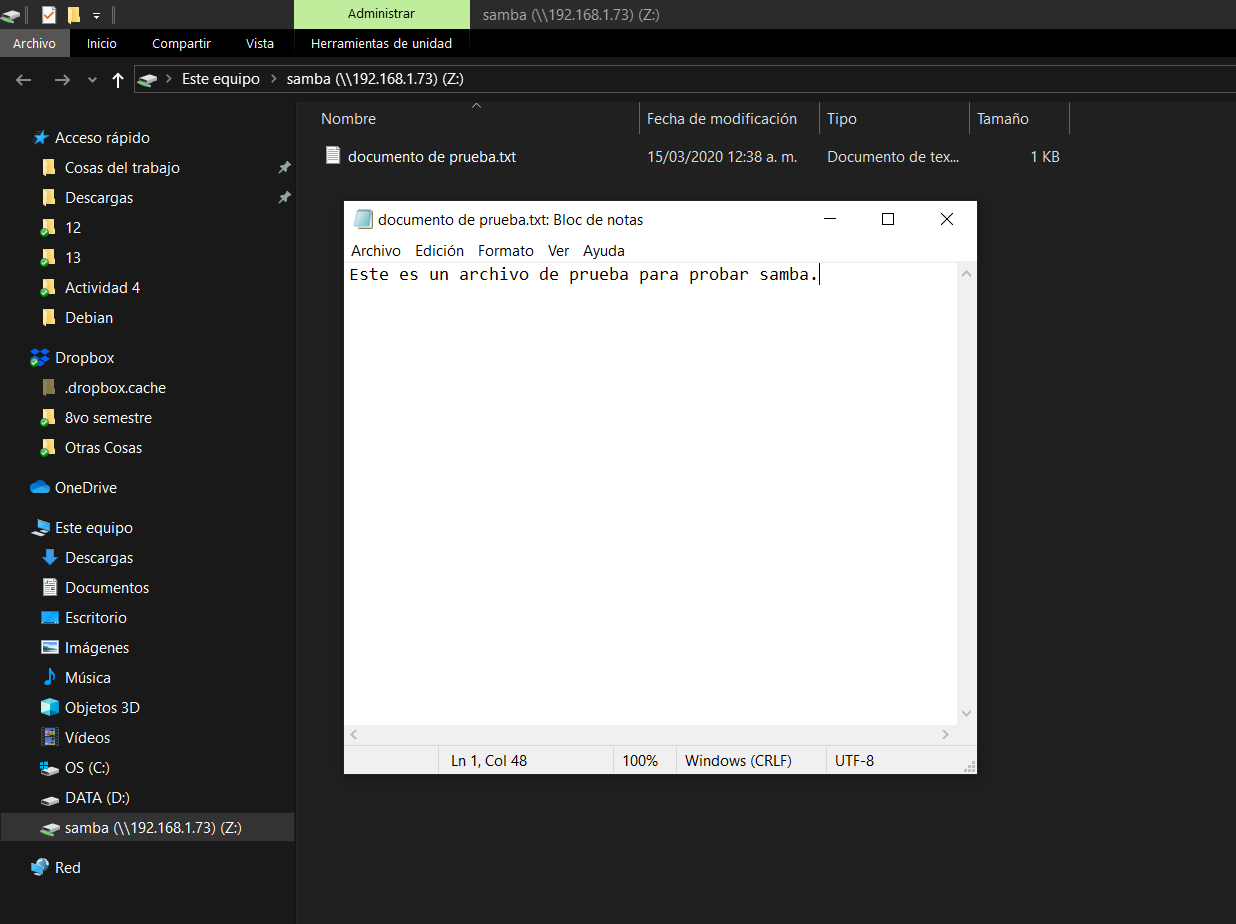 Administrar
samba (\\192.168.1.73) (Z:)
Archivo Inicio Compartir Vista Herramientas de unidad
Este equipo samba (\\192.168.1.73) (Z:)
Acceso rápido
Cosas del trabajo
Descargas
12
13
Actividad 4
Debian
Dropbox
.dropbox.cache
8vo semestre
Otras Cosas
OneDrive
Este equipo
Descargas
Documentos
Escritorio
Imágenes
Música
Objetos 3D
Vídeos
OS (C:)
DATA (D:)
samba (\\192.168.1.73) (Z:)
Red
Nombre Fecha de modificación Tipo Tamaño
documento de prueba.txt 15/03/2020 12:38 a. m. Documento de tex... 1 KB
documento de prueba.txt: Bloc de notas
Archivo Edición Formato Ver Ayuda
Este es un archivo de prueba para probar samba.
Ln 1, Col 48 100% Windows (CRLF) UTF-8